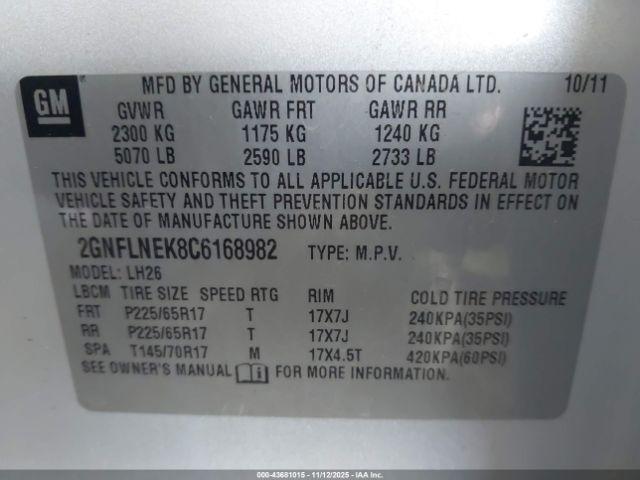 GM
MFD BY GENERAL MOTORS OF CANADA LTD. 10/11
GVWR GAWR FRT GAWR RR
2300 KG 1175 KG 1240 KG
5070 LB 2590 LB 2733 LB
THIS VEHICLE CONFORMS TO ALL APPLICABLE U.S. FEDERAL MOTOR
VEHICLE SAFETY AND THEFT PREVENTION STANDARDS IN EFFECT ON
THE DATE OF MANUFACTURE SHOWN ABOVE.
2GNFLNEK8C6168982 TYPE: M.P.V.
MODEL: LH26
LBCM TIRE SIZE SPEED RTG RIM COLD TIRE PRESSURE
FRT P225/65R17 T 17X7J 240KPA(35PSI)
RR P225/65R17 T 17X7J 240KPA(35PSI)
SPA T145/70R17 M 17X4.5T 420KPA(60PSI)
SEE OWNER'S MANUAL FOR MORE INFORMATION.
000-43681015 - 11/12/2025 - IAAI.COM